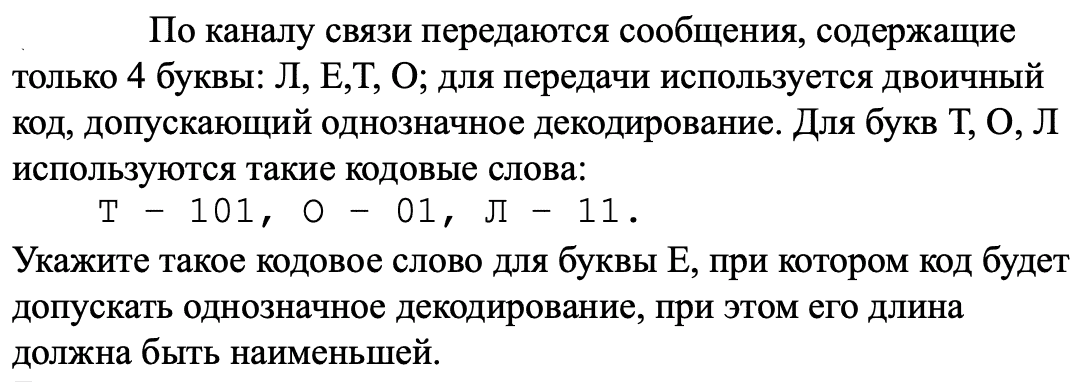 По каналу связи передаются сообщения, содержащие
только 4 буквы: Л, Е,Т, О; для передачи используется двоичный
код, допускающий однозначное декодирование. Для букв Т, О, Л
используются такие кодовые слова:
Т – 101, О – 01, Л – 11.
Укажите такое кодовое слово для буквы Е, при котором код будет
допускать однозначное декодирование, при этом его длина
должна быть наименьшей.